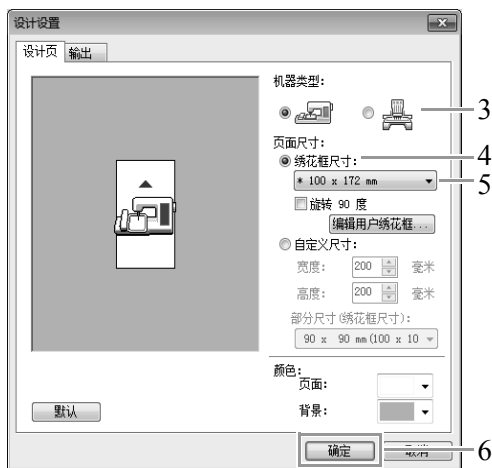 设计设置
设计页 输出
机器类型:
3
页面尺寸:
绣花框尺寸: 4
* 100 x 172 mm 5
旋转 90 度
编辑用户绣花框...
自定义尺寸:
宽度: 200 毫米
高度: 200 毫米
部分尺寸(绣花框尺寸):
90 x 90 mm(100 x 10
颜色:
页面:
背景:
默认
确定 取消 6